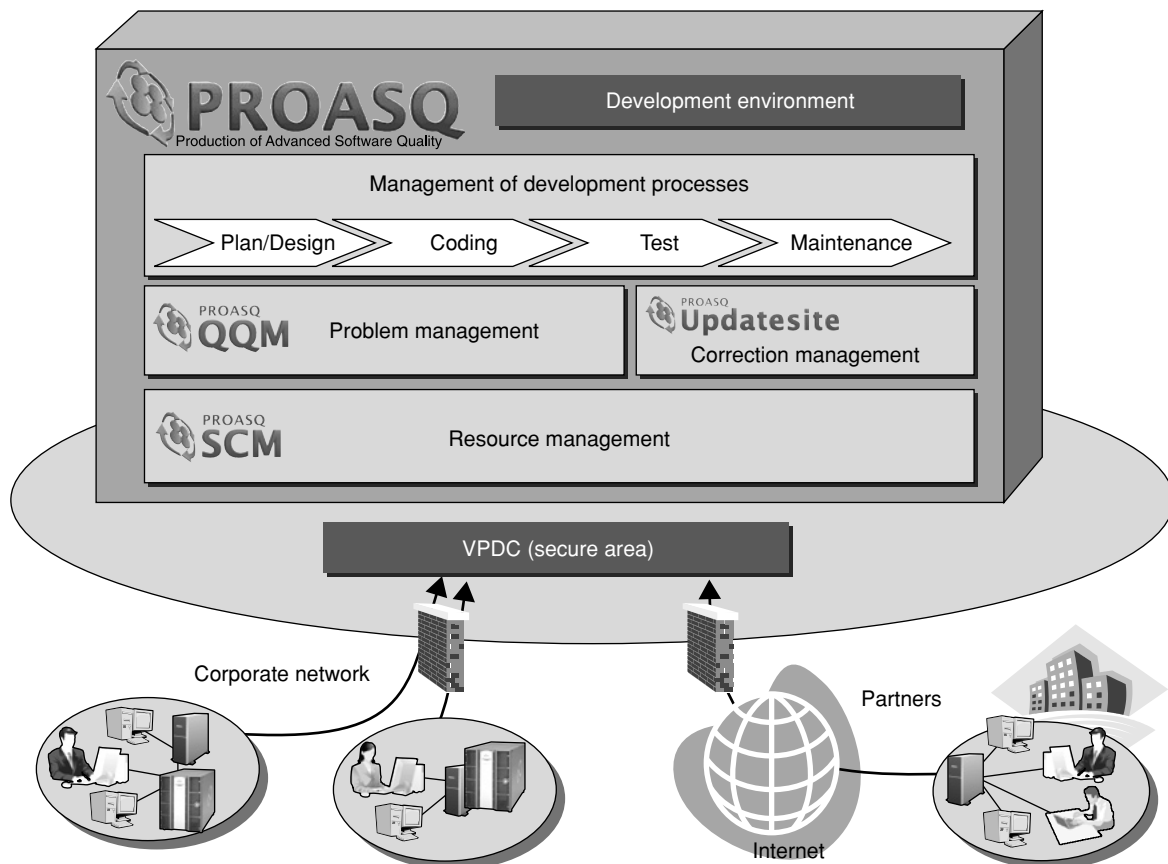 PROASQ
Production of Advanced Software Quality
Development environment
Management of development processes
Plan/Design
Coding
Test
Maintenance
PROASQ
QQM
Problem management
PROASQ
Updatesite
Correction management
PROASQ
SCM
Resource management
VPDC (secure area)
Corporate network
Partners
Internet